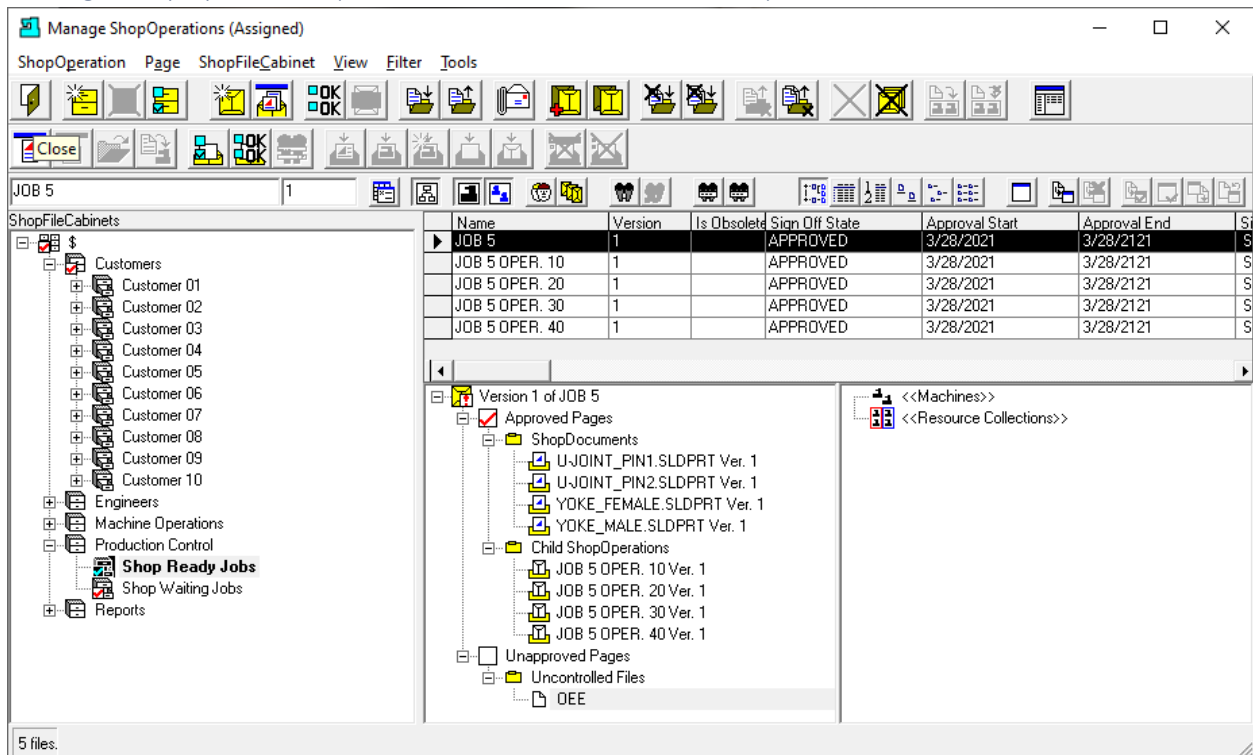 Manage ShopOperations (Assigned)
ShopOperation Page ShopFileCabinet View Filter Tools
OK
OK
Close
OK
OK
JOB 5 1
ShopFileCabinets
$
Customers
Customer 01
Customer 02
Customer 03
Customer 04
Customer 05
Customer 06
Customer 07
Customer 08
Customer 09
Customer 10
Engineers
Machine Operations
Production Control
Shop Ready Jobs
Shop Waiting Jobs
Reports
Name Version Is Obsolete Sign Off State Approval Start Approval End Si
JOB 5 1 APPROVED 3/28/2021 3/28/2121 S
JOB 5 OPER. 10 1 APPROVED 3/28/2021 3/28/2121 S
JOB 5 OPER. 20 1 APPROVED 3/28/2021 3/28/2121 S
JOB 5 OPER. 30 1 APPROVED 3/28/2021 3/28/2121 S
JOB 5 OPER. 40 1 APPROVED 3/28/2021 3/28/2121 S
Version 1 of JOB 5
Approved Pages
ShopDocuments
U-JOINT_PIN1.SLDPRT Ver. 1
U-JOINT_PIN2.SLDPRT Ver. 1
YOKE_FEMALE.SLDPRT Ver. 1
YOKE_MALE.SLDPRT Ver. 1
Child ShopOperations
JOB 5 OPER. 10 Ver. 1
JOB 5 OPER. 20 Ver. 1
JOB 5 OPER. 30 Ver. 1
JOB 5 OPER. 40 Ver. 1
Unapproved Pages
Uncontrolled Files
OEE
<<Machines>>
<<Resource Collections>>
5 files.